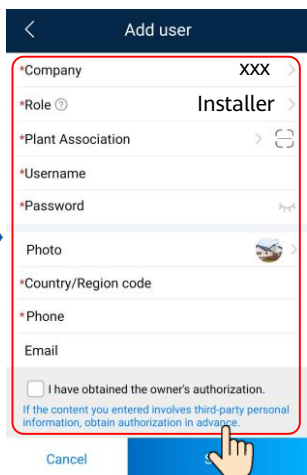 Add user
*Company XXX
*Role Installer
*Plant Association
*Username
*Password
Photo
*Country/Region code
*Phone
Email
I have obtained the owner's authorization.
If the content you entered involves third-party personal
information, obtain authorization in advance.
Cancel